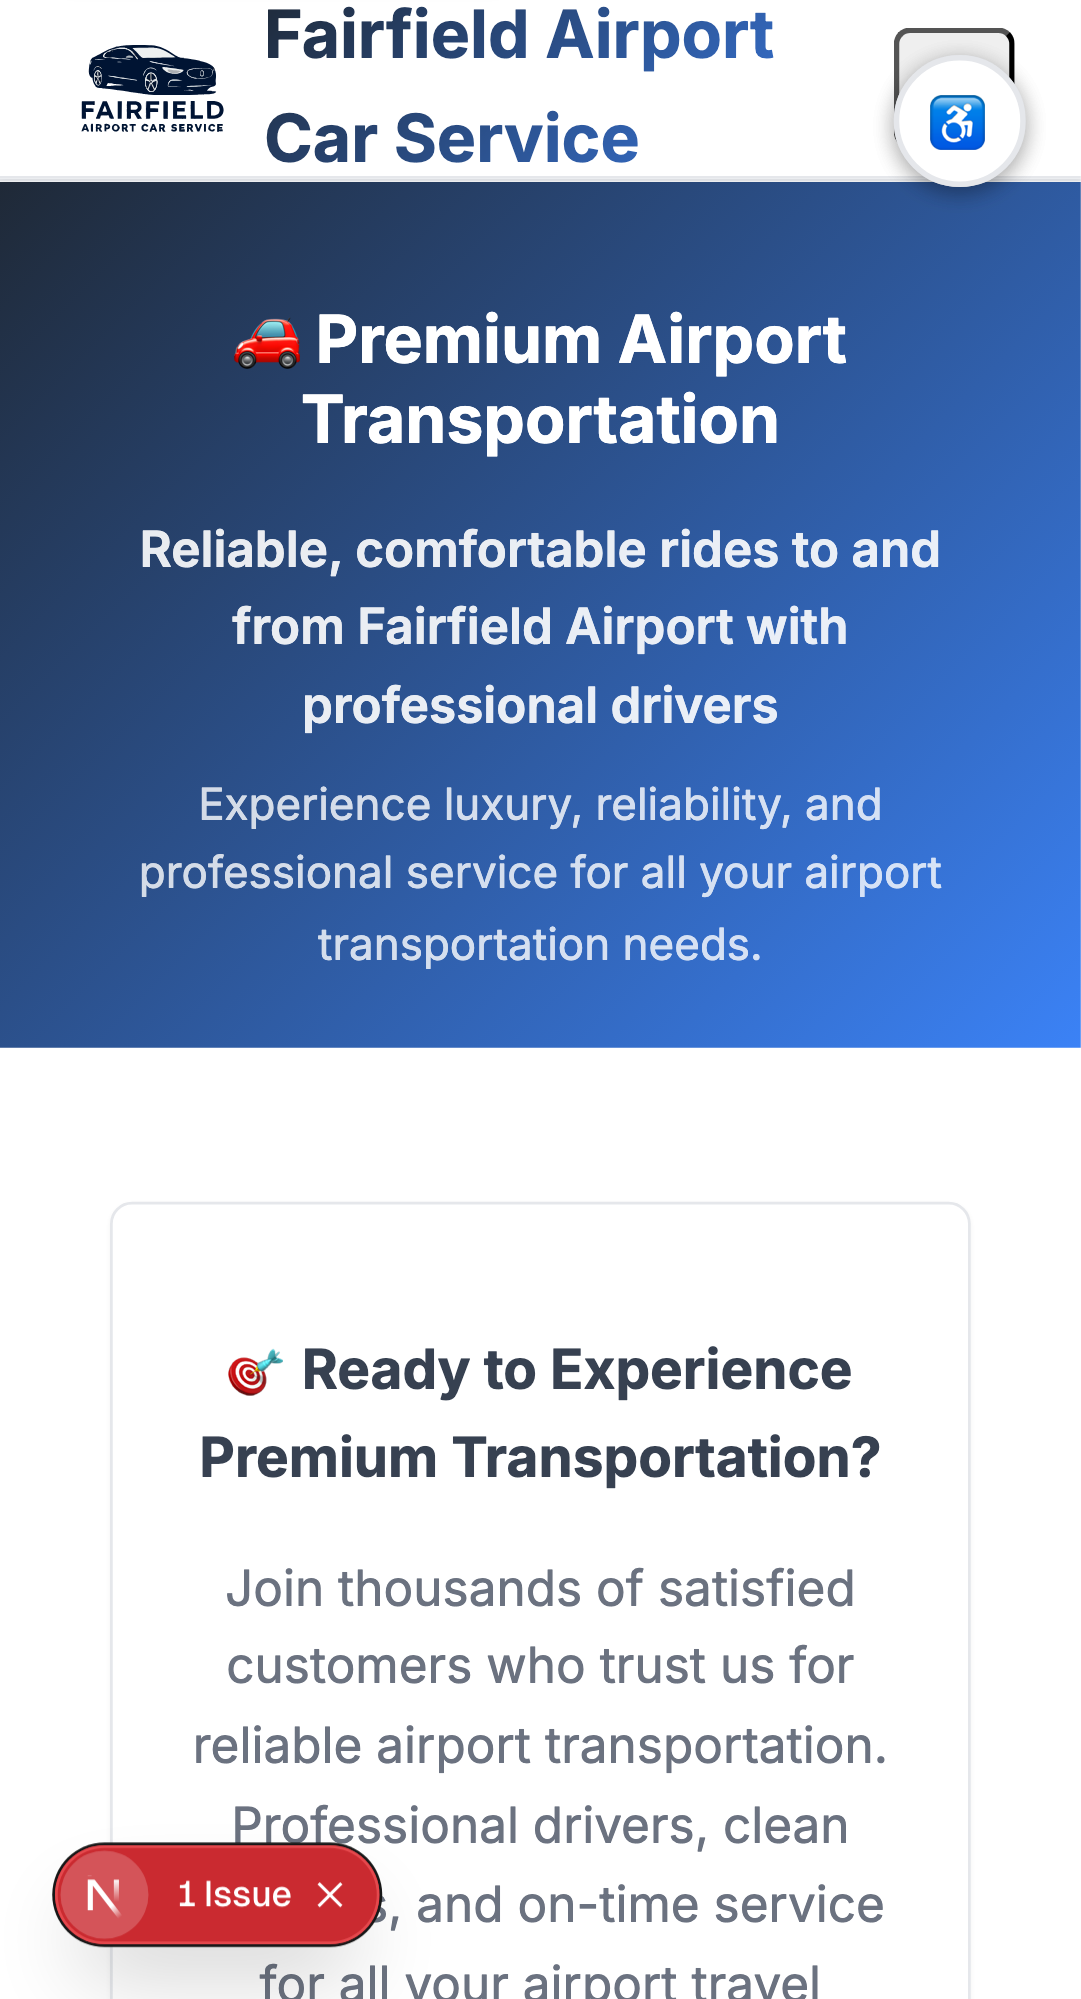 FAIRFIELD
AIRPORT CAR SERVICE
Fairfield Airport
Car Service
Premium Airport
Transportation
Reliable, comfortable rides to and
from Fairfield Airport with
professional drivers
Experience luxury, reliability, and
professional service for all your airport
transportation needs.
Ready to Experience
Premium Transportation?
Join thousands of satisfied
customers who trust us for
reliable airport transportation.
Professional drivers, clean
, and on-time service
for all your airport travel
N 1 Issue